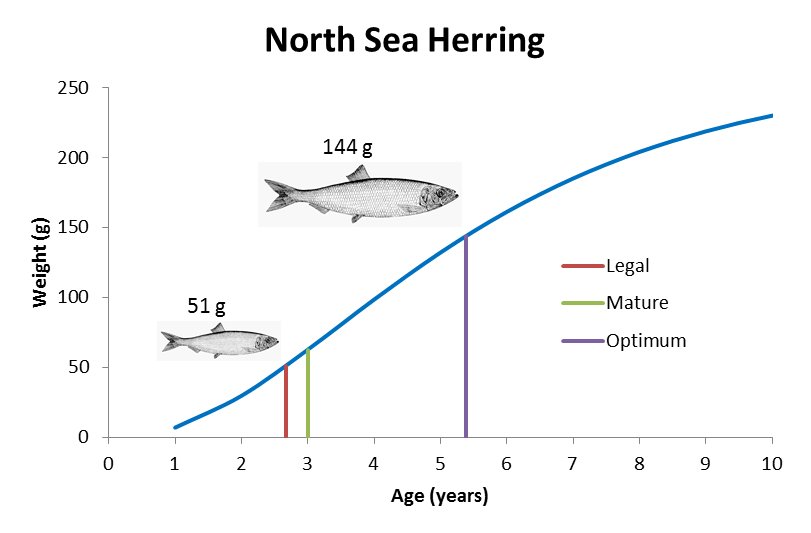 North Sea Herring
250
200
150
100
50
0
Weight (g)
144 g
51 g
Legal
Mature
Optimum
0 1 2 3 4 5 6 7 8 9 10
Age (years)